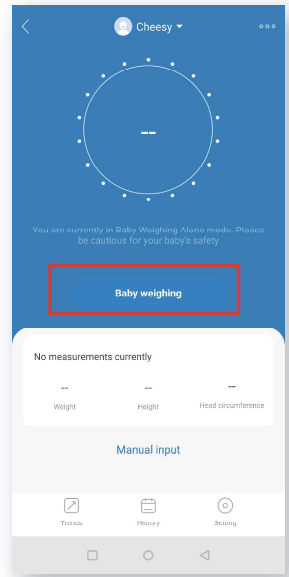 Cheesy
--
You are currently in Baby Weighing Alone mode. Please
be cautious for your baby's safety
Baby weighing
No measurements currently
-- -- --
Weight Height Head circumference
Manual input
Trends History Setting